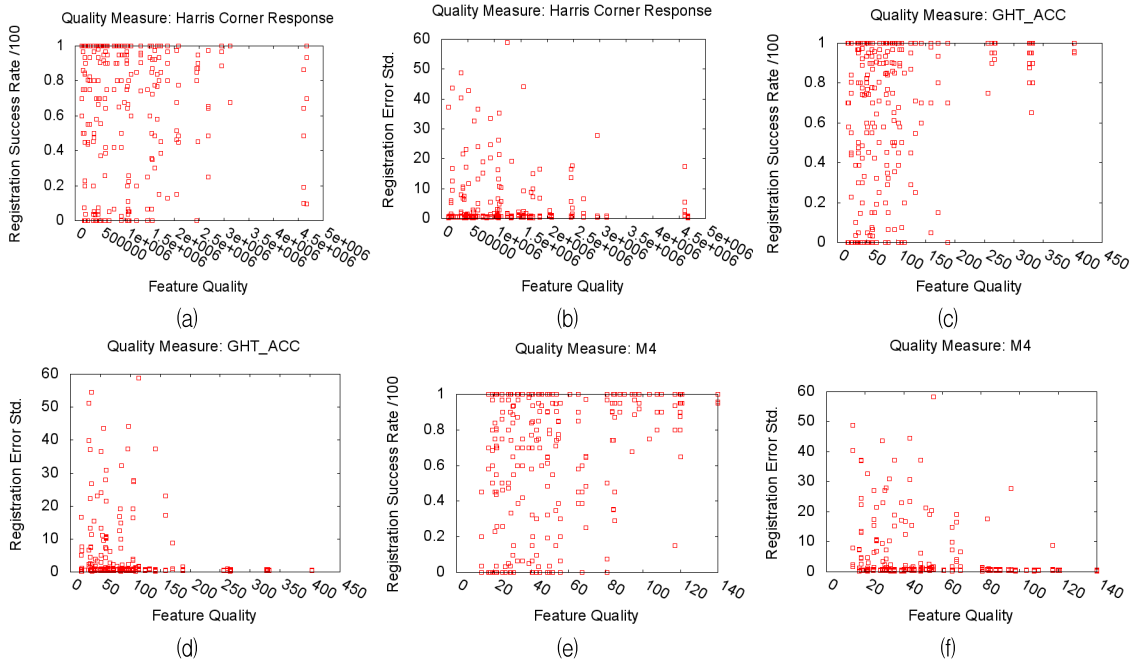 Quality Measure: Harris Corner Response
Registration Success Rate /100
1
0.8
0.6
0.4
0.2
0
0
500000
1e+006
1.5e+006
2e+006
2.5e+006
3e+006
3.5e+006
4e+006
4.5e+006
5e+006
Feature Quality
(a)
Quality Measure: Harris Corner Response
Registration Error Std.
60
50
40
30
20
10
0
0
500000
1e+006
1.5e+006
2e+006
2.5e+006
3e+006
3.5e+006
4e+006
4.5e+006
5e+006
Feature Quality
(b)
Quality Measure: GHT_ACC
Registration Success Rate /100
1
0.8
0.6
0.4
0.2
0
0
50
100
150
200
250
300
350
400
450
Feature Quality
(c)
Quality Measure: GHT_ACC
Registration Error Std.
60
50
40
30
20
10
0
0
50
100
150
200
250
300
350
400
450
Feature Quality
(d)
Quality Measure: M4
Registration Success Rate /100
1
0.8
0.6
0.4
0.2
0
0
20
40
60
80
100
120
140
Feature Quality
(e)
Quality Measure: M4
Registration Error Std.
60
50
40
30
20
10
0
0
20
40
60
80
100
120
140
Feature Quality
(f)